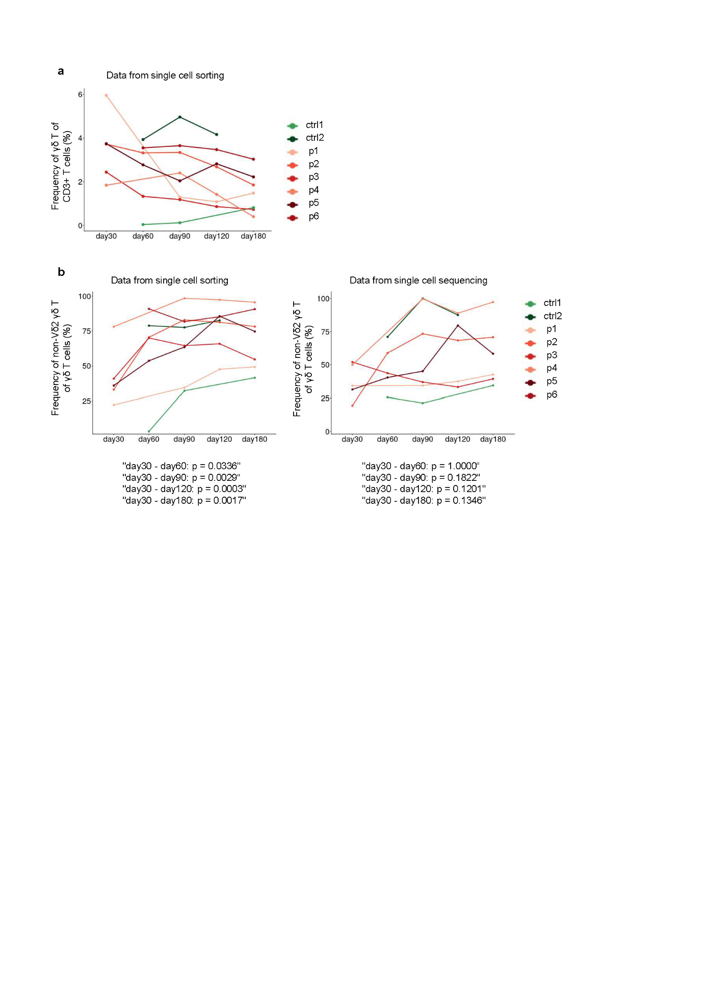 a
Data from single cell sorting
Frequency of γδ T of
CD3+ T cells (%)
6
4
2
0
day30 day60 day90 day120 day180
ctrl1
ctrl2
p1
p2
p3
p4
p5
p6
b
Data from single cell sorting
Frequency of non-Vδ2 γδ T
of γδ T cells (%)
100
75
50
25
day30 day60 day90 day120 day180
"day30 - day60: p = 0.0336"
"day30 - day90: p = 0.0029“
"day30 - day120: p = 0.0003"
"day30 - day180: p = 0.0017"
Data from single cell sequencing
Frequency of non-Vδ2 γδ T
of γδ T cells (%)
100
75
50
25
0
day30 day60 day90 day120 day180
"day30 - day60: p = 1.0000“
"day30 - day90: p = 0.1822"
"day30 - day120: p = 0.1201"
"day30 - day180: p = 0.1346"
ctrl1
ctrl2
p1
p2
p3
p4
p5
p6